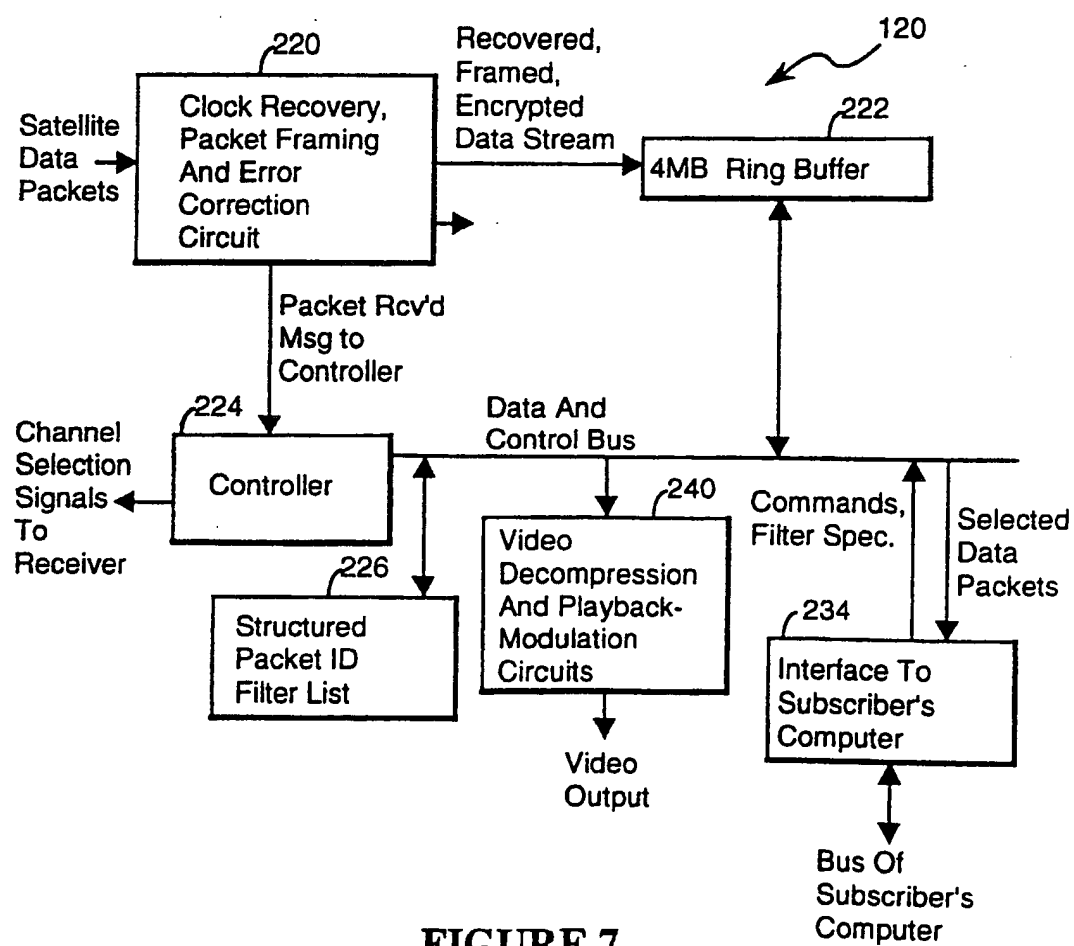 220
Recovered,
Framed,
Encrypted
Data Stream
120
Satellite
Data
Packets
Clock Recovery,
Packet Framing
And Error
Correction
Circuit
222
4MB Ring Buffer
Packet Rcv'd
Msg to
Controller
224
Channel
Selection
Signals
To
Receiver
Controller
Data And
Control Bus
226
Structured
Packet ID
Filter List
240
Video
Decompression
And Playback-
Modulation
Circuits
Video
Output
Commands,
Filter Spec.
Selected
Data
Packets
234
Interface To
Subscriber's
Computer
Bus Of
Subscriber's
Computer
FIGURE 7